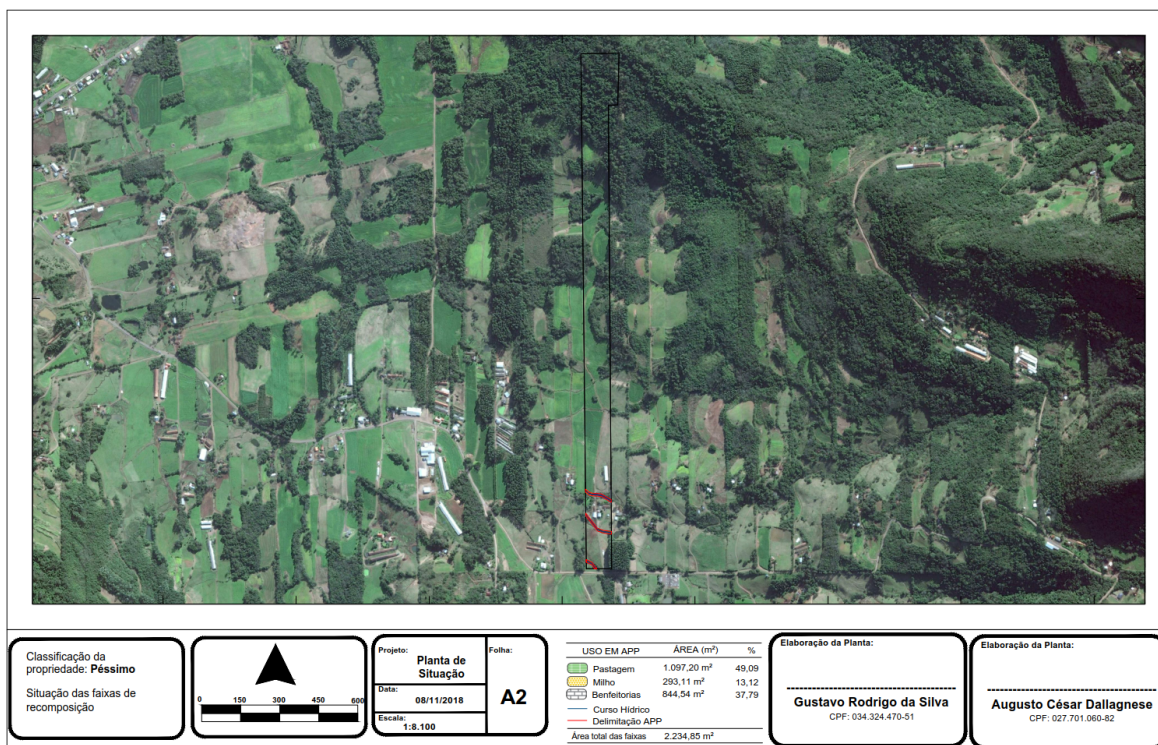 Classificação da
propriedade: Péssimo
Situação das faixas de
recomposição
0 150 300 450 600
Projeto:
Planta de
Situação
Data:
08/11/2018
Escala:
1:8.100
Folha:
A2
USO EM APP ÁREA (m²) %
Pastagem 1.097,20 m² 49,09
Milho 293,11 m² 13,12
Benfeitorias 844,54 m² 37,79
Curso Hídrico
Delimitação APP
Área total das faixas 2.234,85 m²
Elaboração da Planta:
Gustavo Rodrigo da Silva
CPF: 034.324.470-51
Elaboração da Planta:
Augusto César Dallagnese
CPF: 027.701.060-82